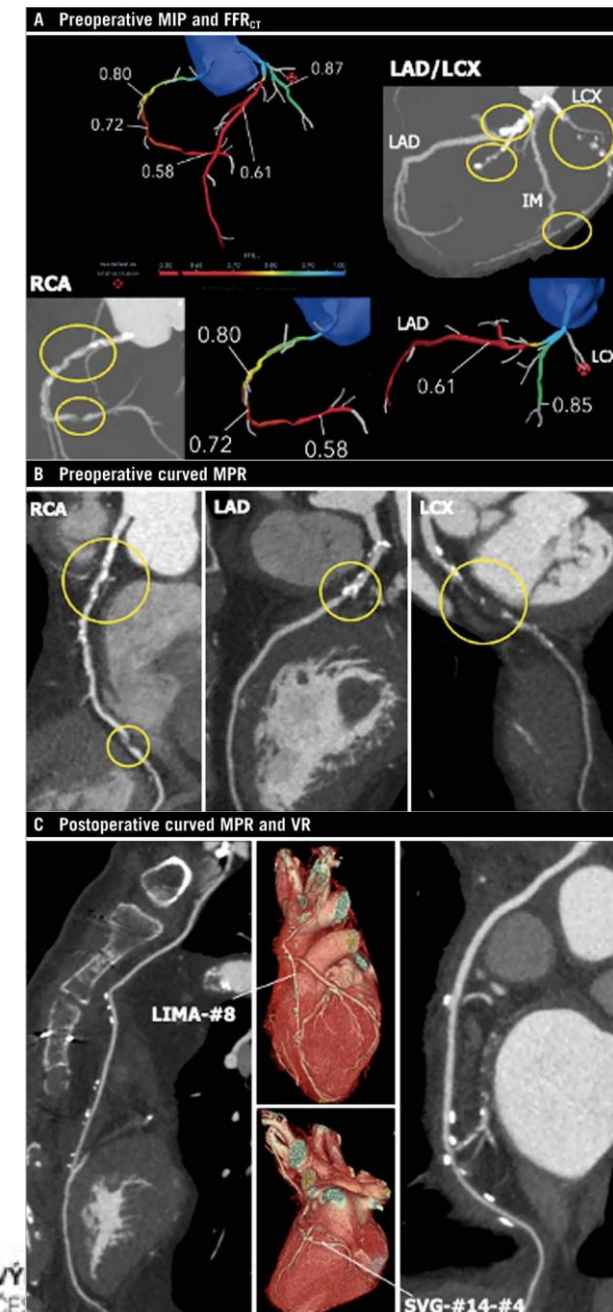 A Preoperative MIP and FFRCT
0.80
0.87
0.72
0.58
0.61
LAD/LCX
LCX
LAD
IM
RCA
0.80
0.72
0.58
LAD
LCX
0.61
0.85
B Preoperative curved MPR
RCA
LAD
LCX
C Postoperative curved MPR and VR
LIMA-#8
SVG-#14-#4